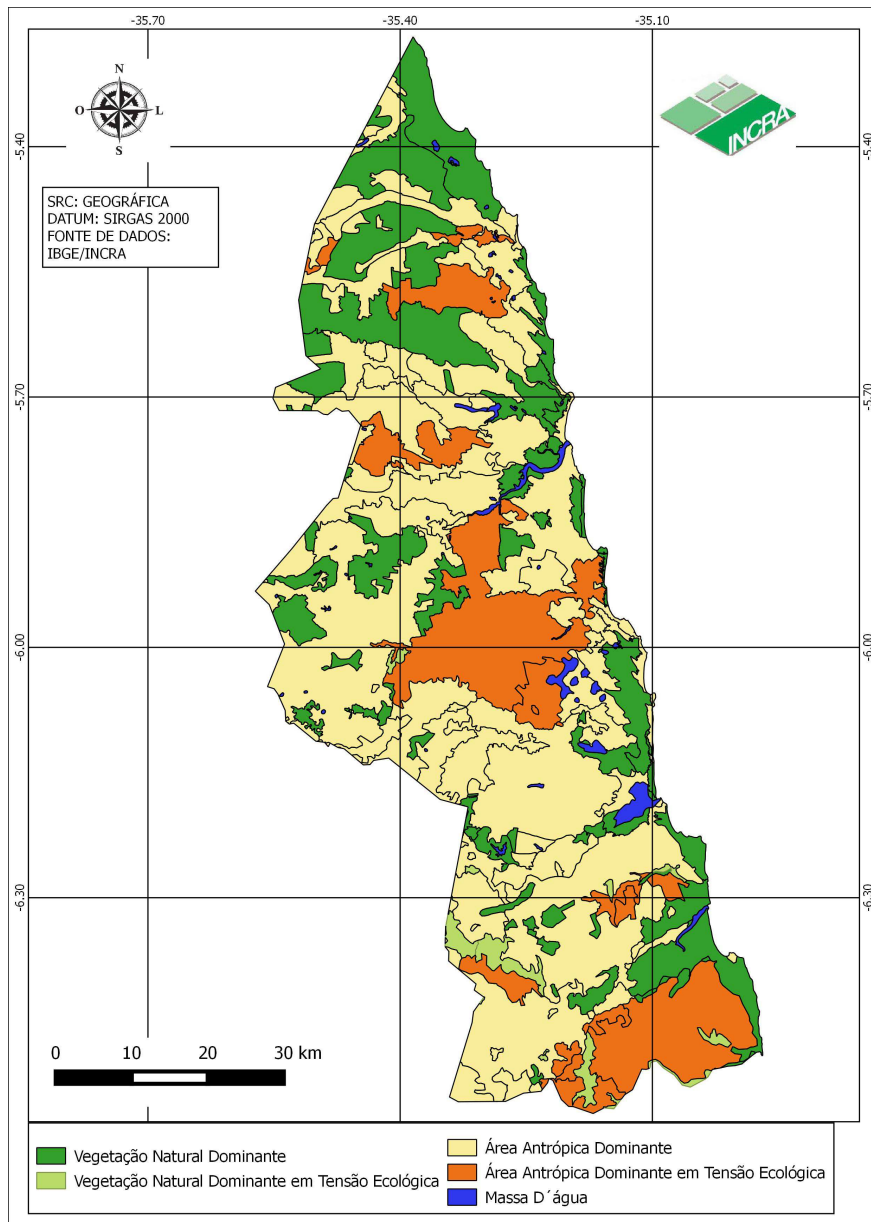 -35.70 -35.40 -35.10
N
O L
S
INCRA
-5.40 -5.40
SRC: GEOGRÁFICA
DATUM: SIRGAS 2000
FONTE DE DADOS:
IBGE/INCRA
-5.70 -5.70
-6.00 -6.00
-6.30 -6.30
0 10 20 30 km
Vegetação Natural Dominante
Vegetação Natural Dominante em Tensão Ecológica
Área Antrópica Dominante
Área Antrópica Dominante em Tensão Ecológica
Massa D´água